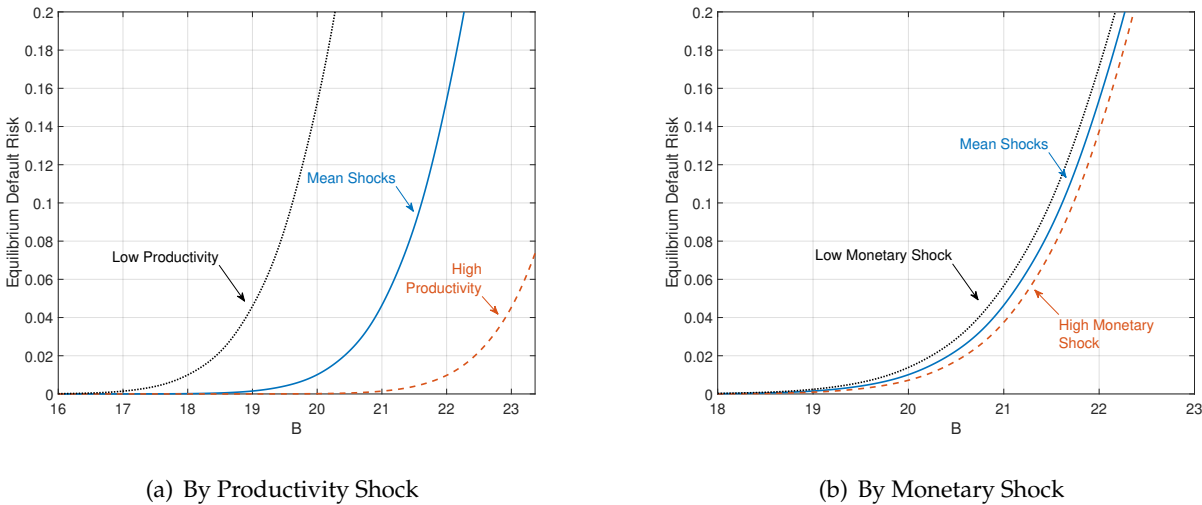 0.2
0.18
0.16
0.14
0.12
0.1
0.08
0.06
0.04
0.02
0
Equilibrium Default Risk
Mean Shocks
Low Productivity
High
Productivity
16 17 18 19 20 21 22 23
B
(a) By Productivity Shock
0.2
0.18
0.16
0.14
0.12
0.1
0.08
0.06
0.04
0.02
0
Equilibrium Default Risk
Mean Shocks
Low Monetary Shock
High Monetary
Shock
18 19 20 21 22 23
B
(b) By Monetary Shock